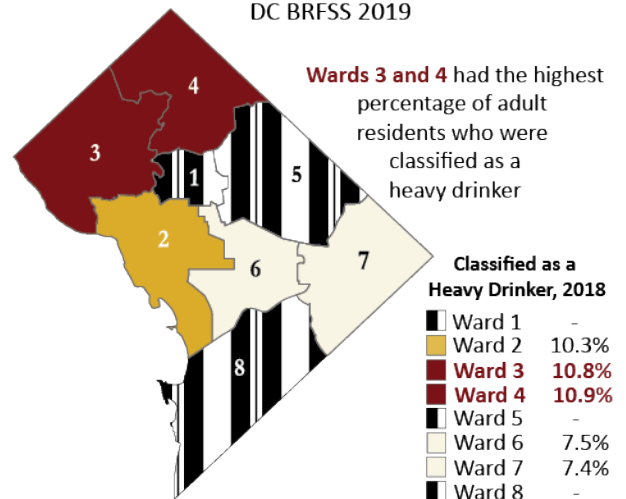 DC BRFSS 2019
Wards 3 and 4 had the highest
percentage of adult
residents who were
classified as a
heavy drinker
4
3
1
5
2
6
7
8
Classified as a
Heavy Drinker, 2018
Ward 1 -
Ward 2 10.3%
Ward 3 10.8%
Ward 4 10.9%
Ward 5 -
Ward 6 7.5%
Ward 7 7.4%
Ward 8 -